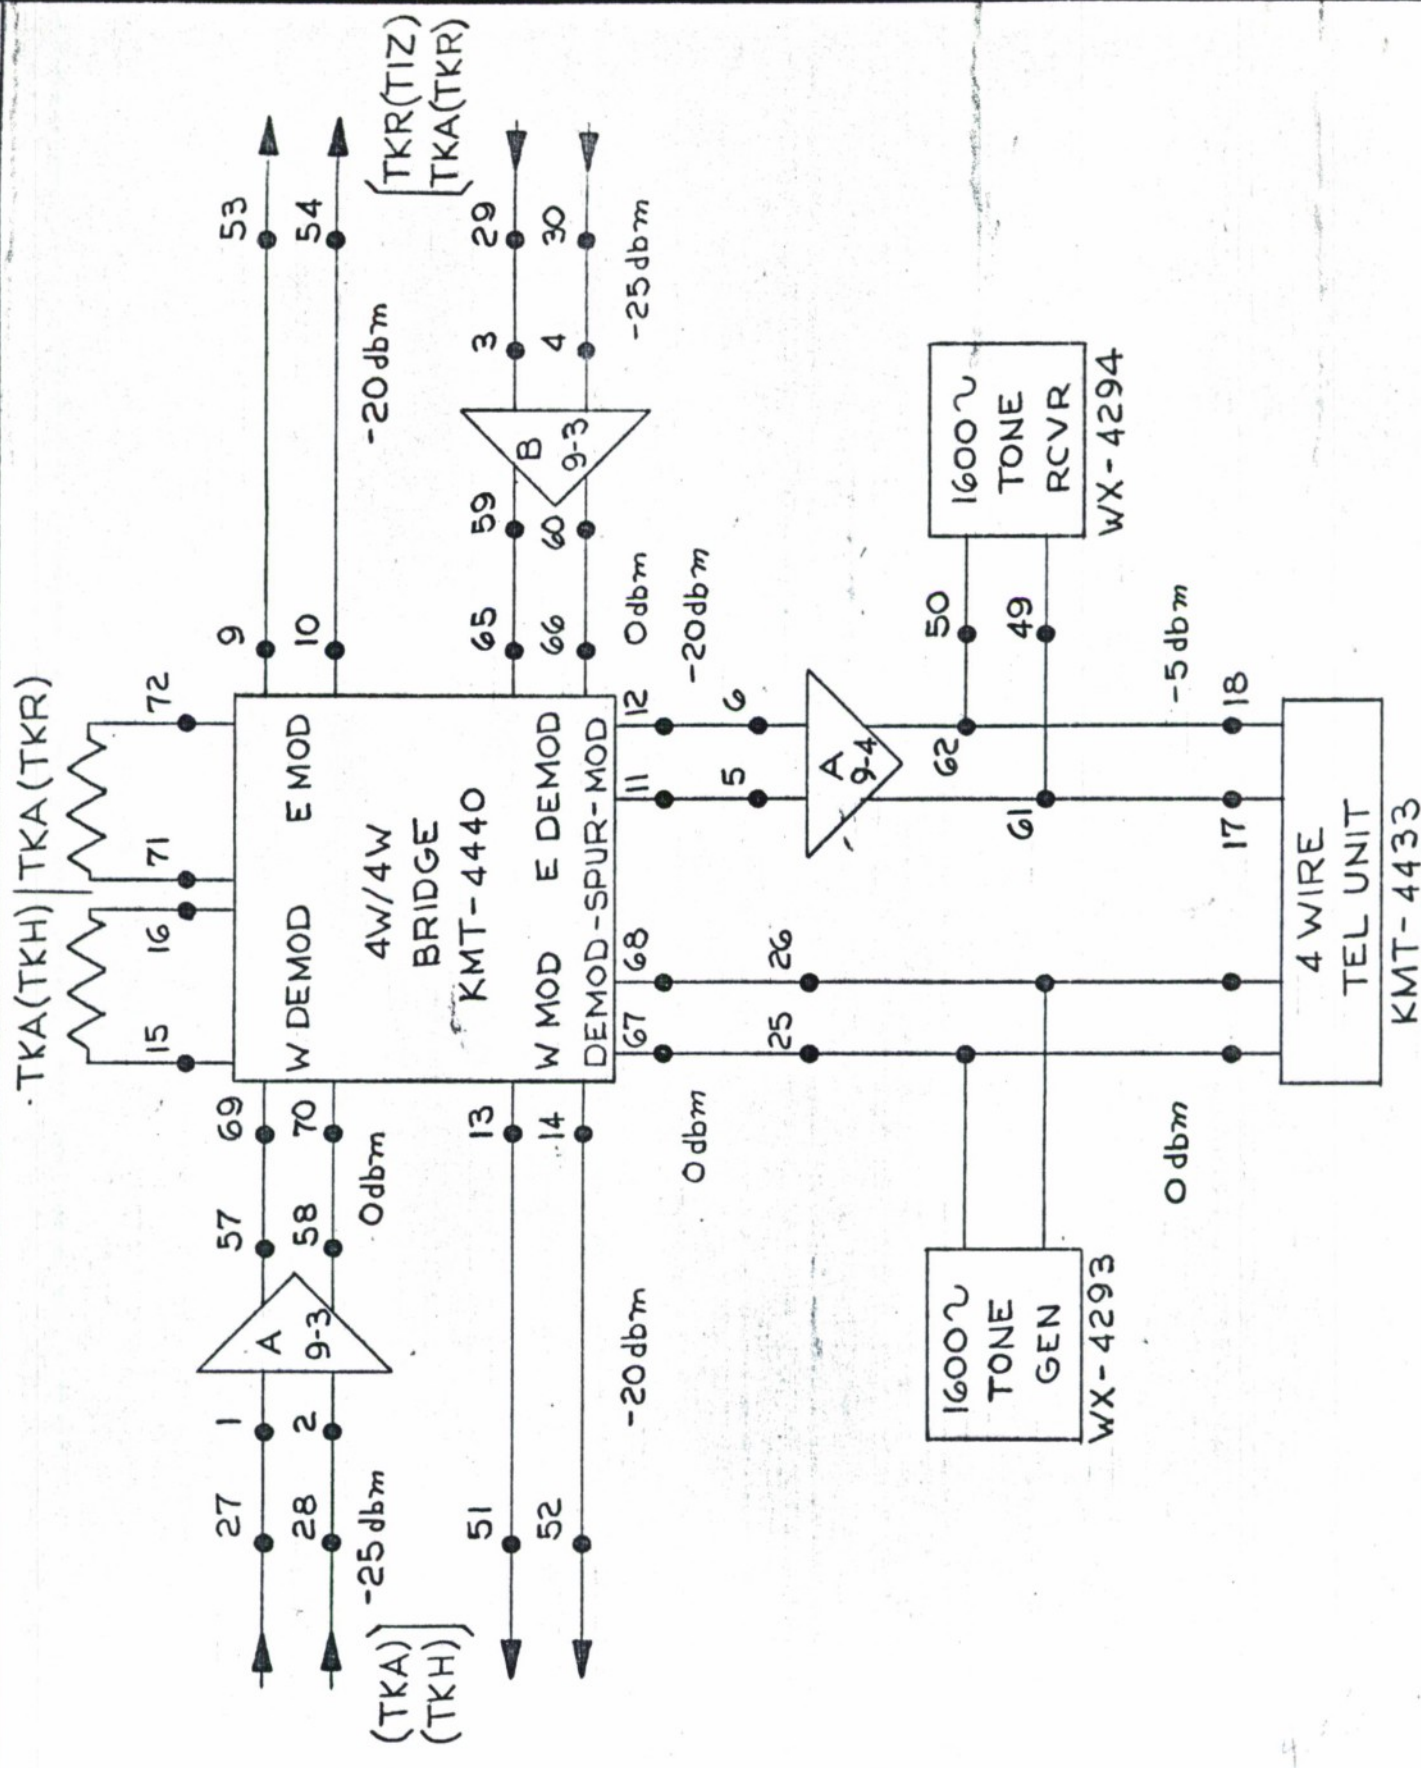 TKA(TKH) TKA(TKR)
15
16
71
72
27
1
57
69
9
53
W DEMOD E MOD
28
2
58
70
10
54
A
9-3
-25dbm
0dbm
4W/4W
BRIDGE
KMT-4440
-20dbm
(TKA)
(TKH)
TKR(TIZ)
TKA(TKR)
51
13
65
59
3
29
W MOD E DEMOD
52
14
66
60
4
30
B
9-3
DEMOD-SPUR-MOD
-20dbm
0dbm
-25dbm
67
68
11
12
0dbm
-20dbm
25
26
5
6
A
9-4
1600~
TONE
GEN
WX-4293
62
61
50
49
1600~
TONE
RCVR
WX-4294
0dbm
-5dbm
17
18
4 WIRE
TEL UNIT
KMT-4433